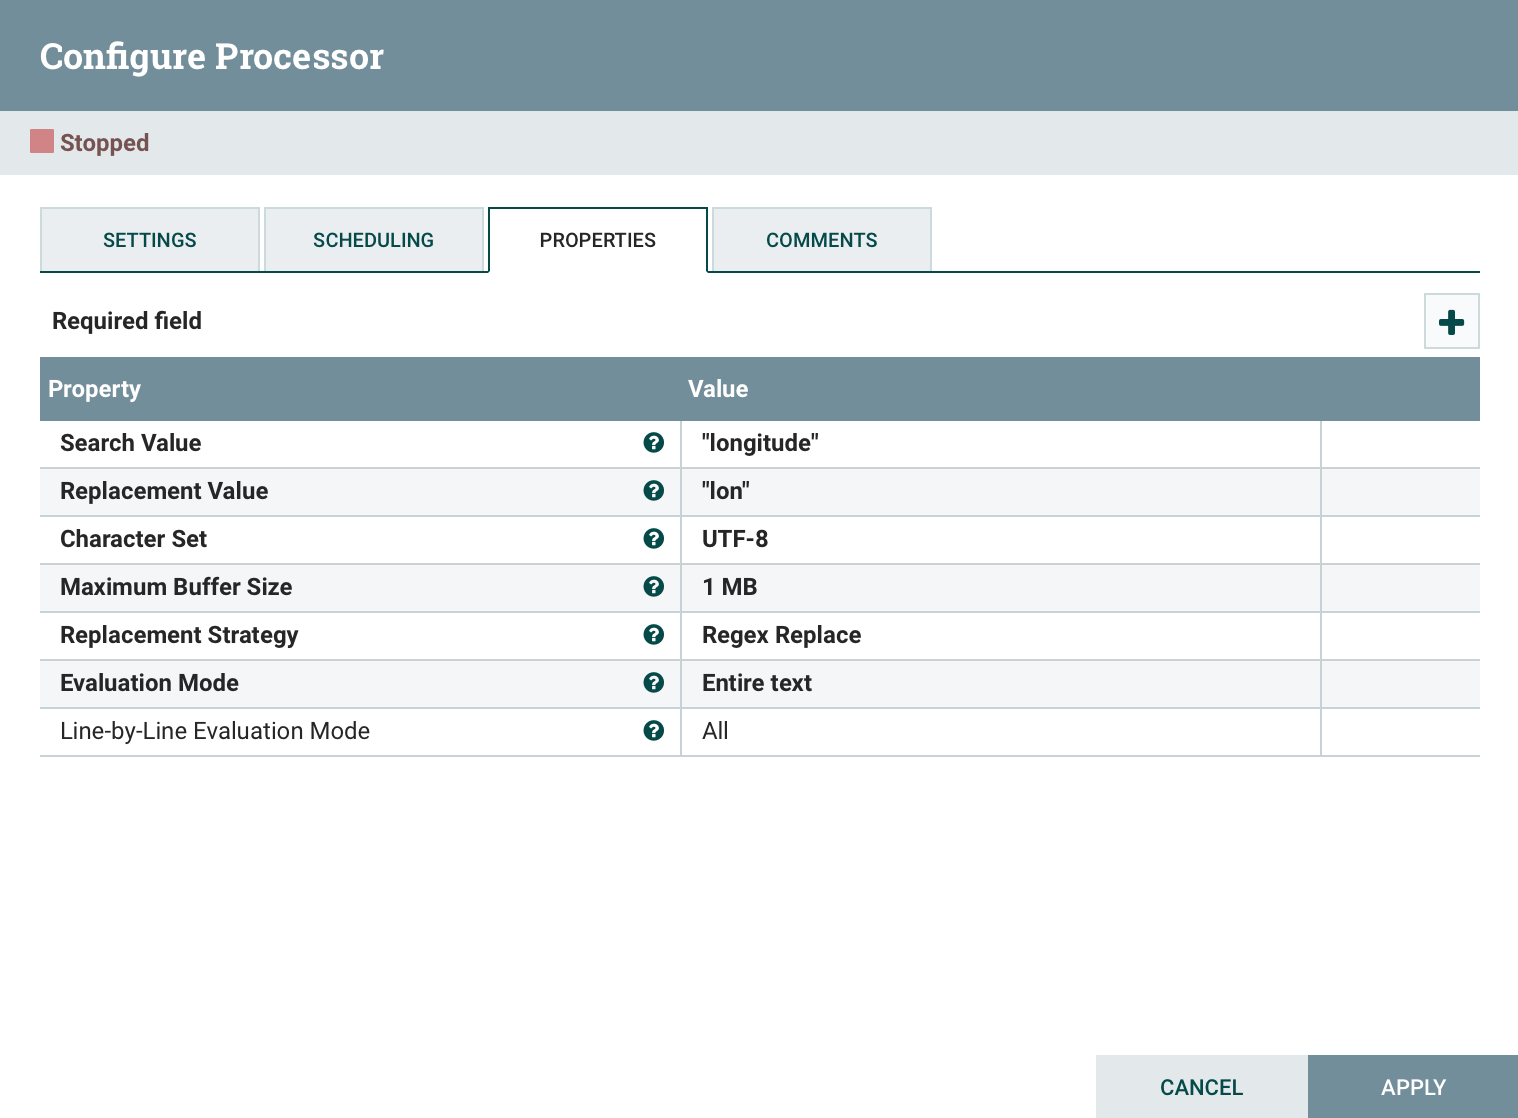 Configure Processor
Stopped
SETTINGS SCHEDULING PROPERTIES COMMENTS
Required field
Property Value
Search Value "longitude"
Replacement Value "lon"
Character Set UTF-8
Maximum Buffer Size 1 MB
Replacement Strategy Regex Replace
Evaluation Mode Entire text
Line-by-Line Evaluation Mode All
CANCEL APPLY